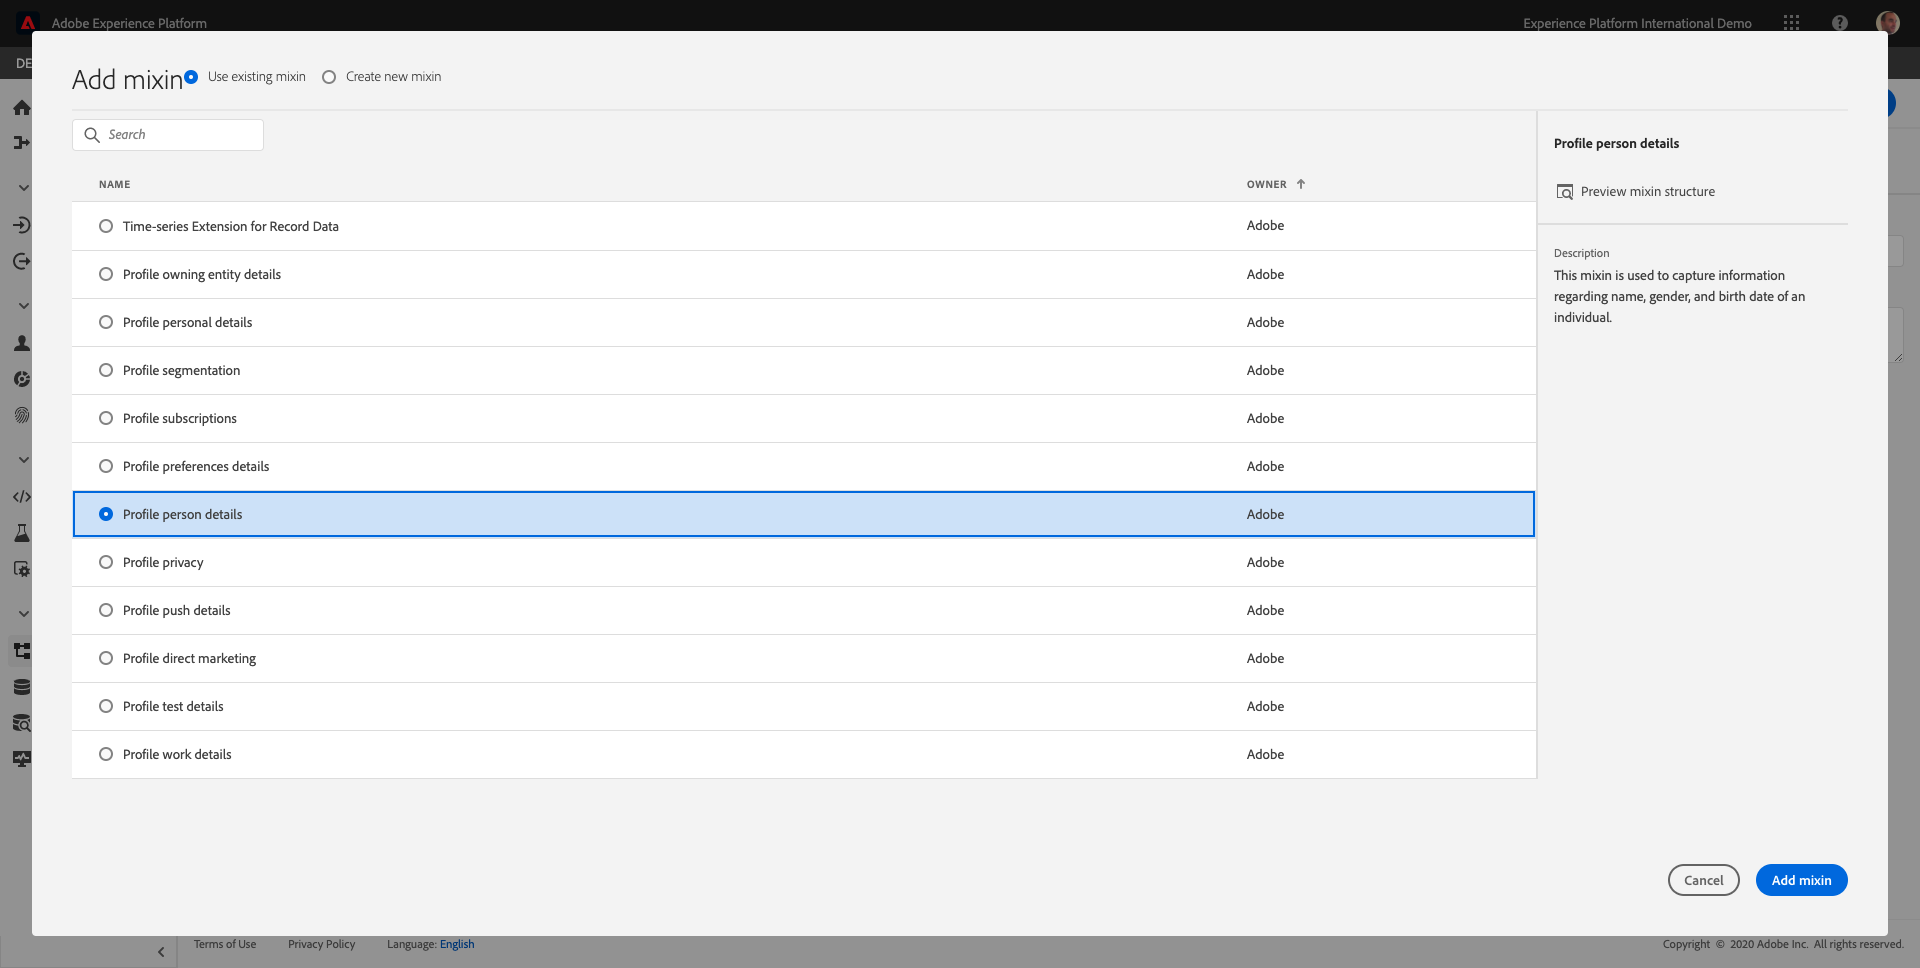 Adobe Experience Platform
Experience Platform International Demo
DE
Add mixin
Use existing mixin
Create new mixin
Search
NAME
OWNER
Time-series Extension for Record Data
Adobe
Profile owning entity details
Adobe
Profile personal details
Adobe
Profile segmentation
Adobe
Profile subscriptions
Adobe
Profile preferences details
Adobe
Profile person details
Adobe
Profile privacy
Adobe
Profile push details
Adobe
Profile direct marketing
Adobe
Profile test details
Adobe
Profile work details
Adobe
Profile person details
Preview mixin structure
Description
This mixin is used to capture information
regarding name, gender, and birth date of an
individual.
Cancel
Add mixin
Terms of Use
Privacy Policy
Language: English
Copyright © 2020 Adobe Inc. All rights reserved.